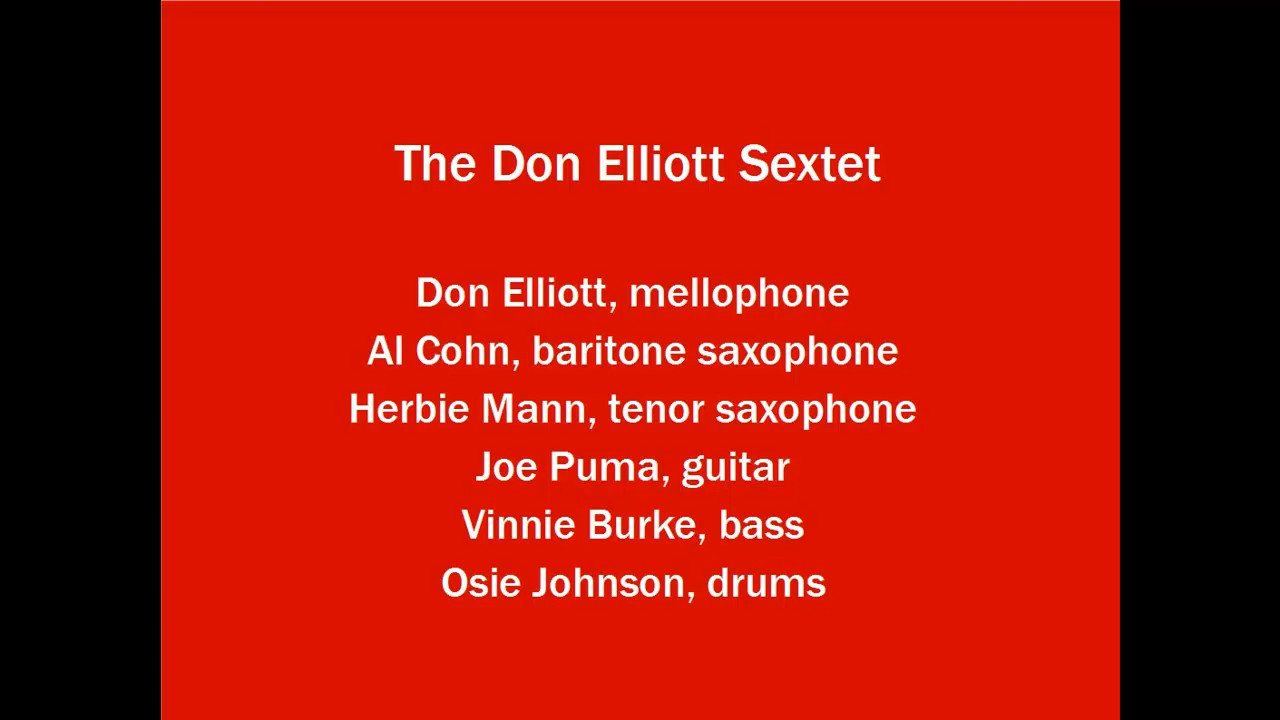 The Don Elliott Sextet
Don Elliott, mellophone
Al Cohn, baritone saxophone
Herbie Mann, tenor saxophone
Joe Puma, guitar
Vinnie Burke, bass
Osie Johnson, drums